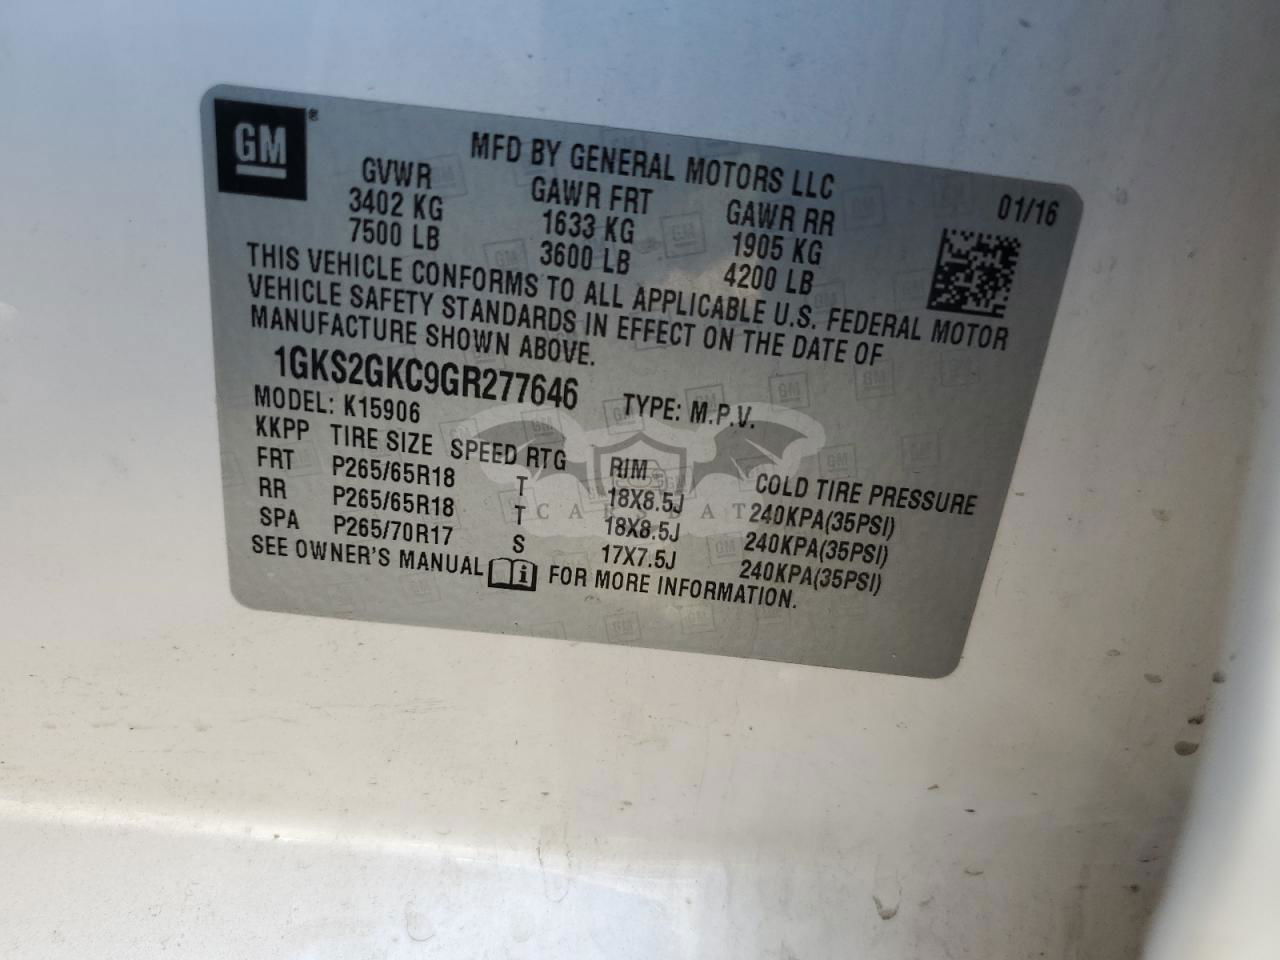 GM®
MFD BY GENERAL MOTORS LLC
01/16
GVWR GAWR FRT GAWR RR
3402 KG 1633 KG 1905 KG
7500 LB 3600 LB 4200 LB
THIS VEHICLE CONFORMS TO ALL APPLICABLE U.S. FEDERAL MOTOR
VEHICLE SAFETY STANDARDS IN EFFECT ON THE DATE OF
MANUFACTURE SHOWN ABOVE.
1GKS2GKC9GR277646 TYPE: M.P.V.
MODEL: K15906
KKPP TIRE SIZE SPEED RTG RIM COLD TIRE PRESSURE
FRT P265/65R18 T 18X8.5J 240KPA(35PSI)
RR P265/65R18 T 18X8.5J 240KPA(35PSI)
SPA P265/70R17 S 17X7.5J 240KPA(35PSI)
SEE OWNER'S MANUAL i FOR MORE INFORMATION.